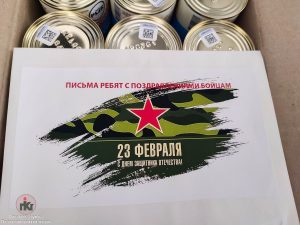 ПИСЬМА РЕБЯТ С ПОЗДРАВЛЕНИЯМИ БОЙЦАМ
23 ФЕВРАЛЯ
С ДНЕМ ЗАЩИТНИКА ОТЕЧЕСТВА!